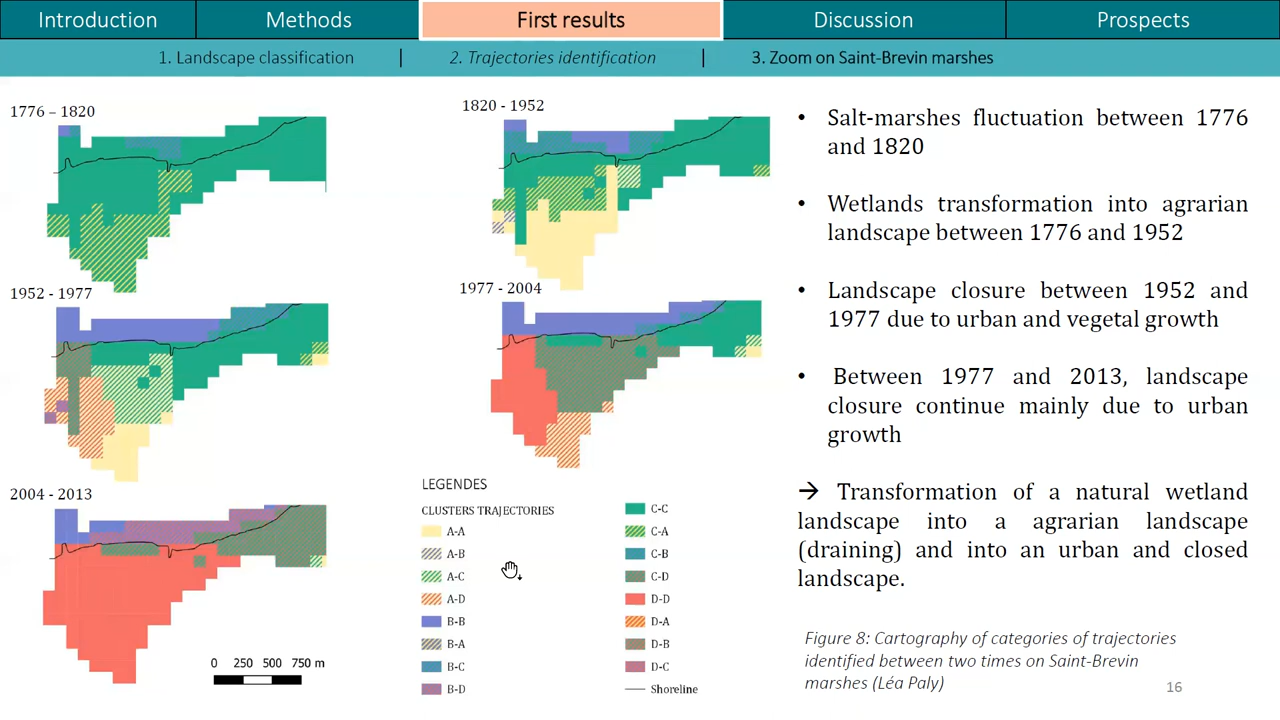 Introduction
Methods
First results
Discussion
Prospects
1. Landscape classification
2. Trajectories identification
3. Zoom on Saint-Brevin marshes
1776 – 1820
1820 - 1952
1952 - 1977
1977 - 2004
2004 - 2013
0 250 500 750 m
LEGENDES
CLUSTERS TRAJECTORIES
A-A
A-B
A-C
A-D
B-B
B-A
B-C
B-D
C-C
C-A
C-B
C-D
D-D
D-A
D-B
D-C
Shoreline
• Salt-marshes fluctuation between 1776
and 1820
• Wetlands transformation into agrarian
landscape between 1776 and 1952
• Landscape closure between 1952 and
1977 due to urban and vegetal growth
• Between 1977 and 2013, landscape
closure continue mainly due to urban
growth
→ Transformation of a natural wetland
landscape into a agrarian landscape
(draining) and into an urban and closed
landscape.
Figure 8: Cartography of categories of trajectories
identified between two times on Saint-Brevin
marshes (Léa Paly)
16